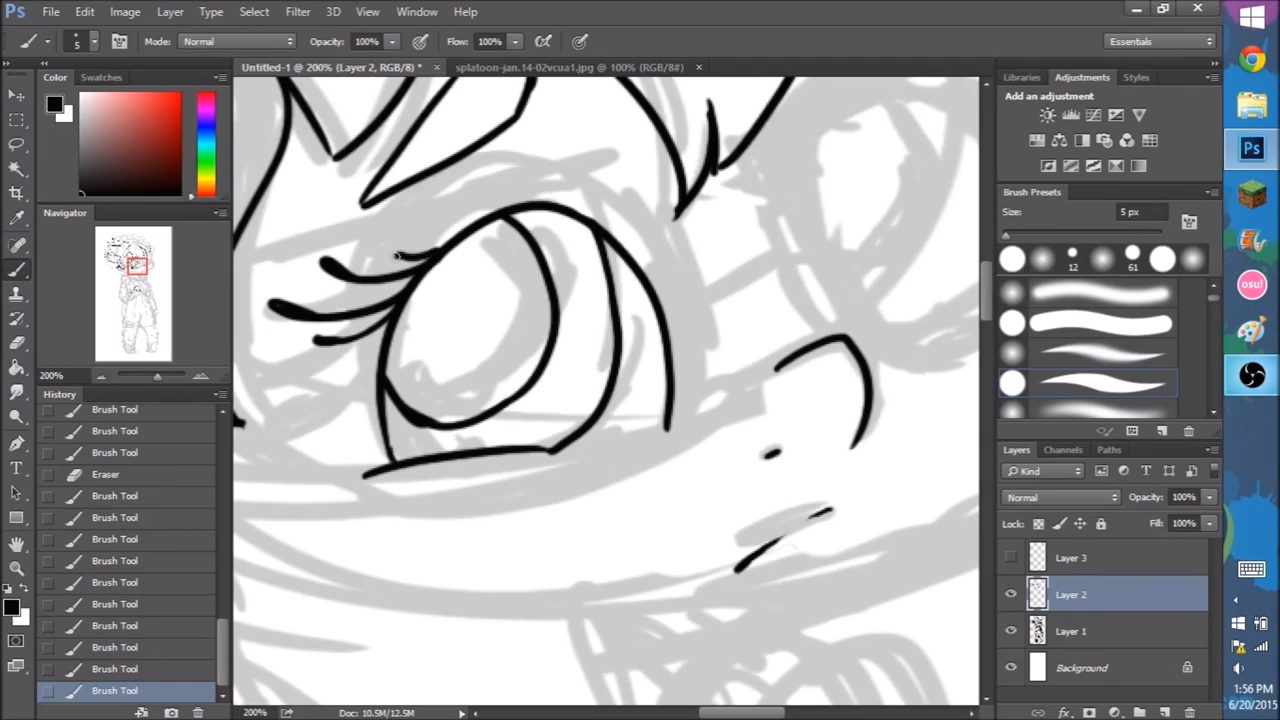 Ps File Edit Image Layer Type Select Filter 3D View Window Help
5 Mode: Normal Opacity: 100% Flow: 100% Essentials
Color Swatches
Untitled-1 @ 200% (Layer 2, RGB/8) * splatoon-jan.14-02vcua1.jpg @ 100% (RGB/8#)
Libraries Adjustments Styles
Add an adjustment
Brush Presets
Size: 5 px
12 61
Navigator
200%
History
Brush Tool
Brush Tool
Brush Tool
Eraser
Brush Tool
Brush Tool
Brush Tool
Brush Tool
Brush Tool
Brush Tool
Brush Tool
Brush Tool
Brush Tool
Brush Tool
Layers Channels Paths
Kind
Normal Opacity: 100%
Lock: Fill: 100%
Layer 3
Layer 2
Layer 1
Background
fx
200% Doc: 10.5M/12.5M
Ps
osu!
1:56 PM
6/20/2015